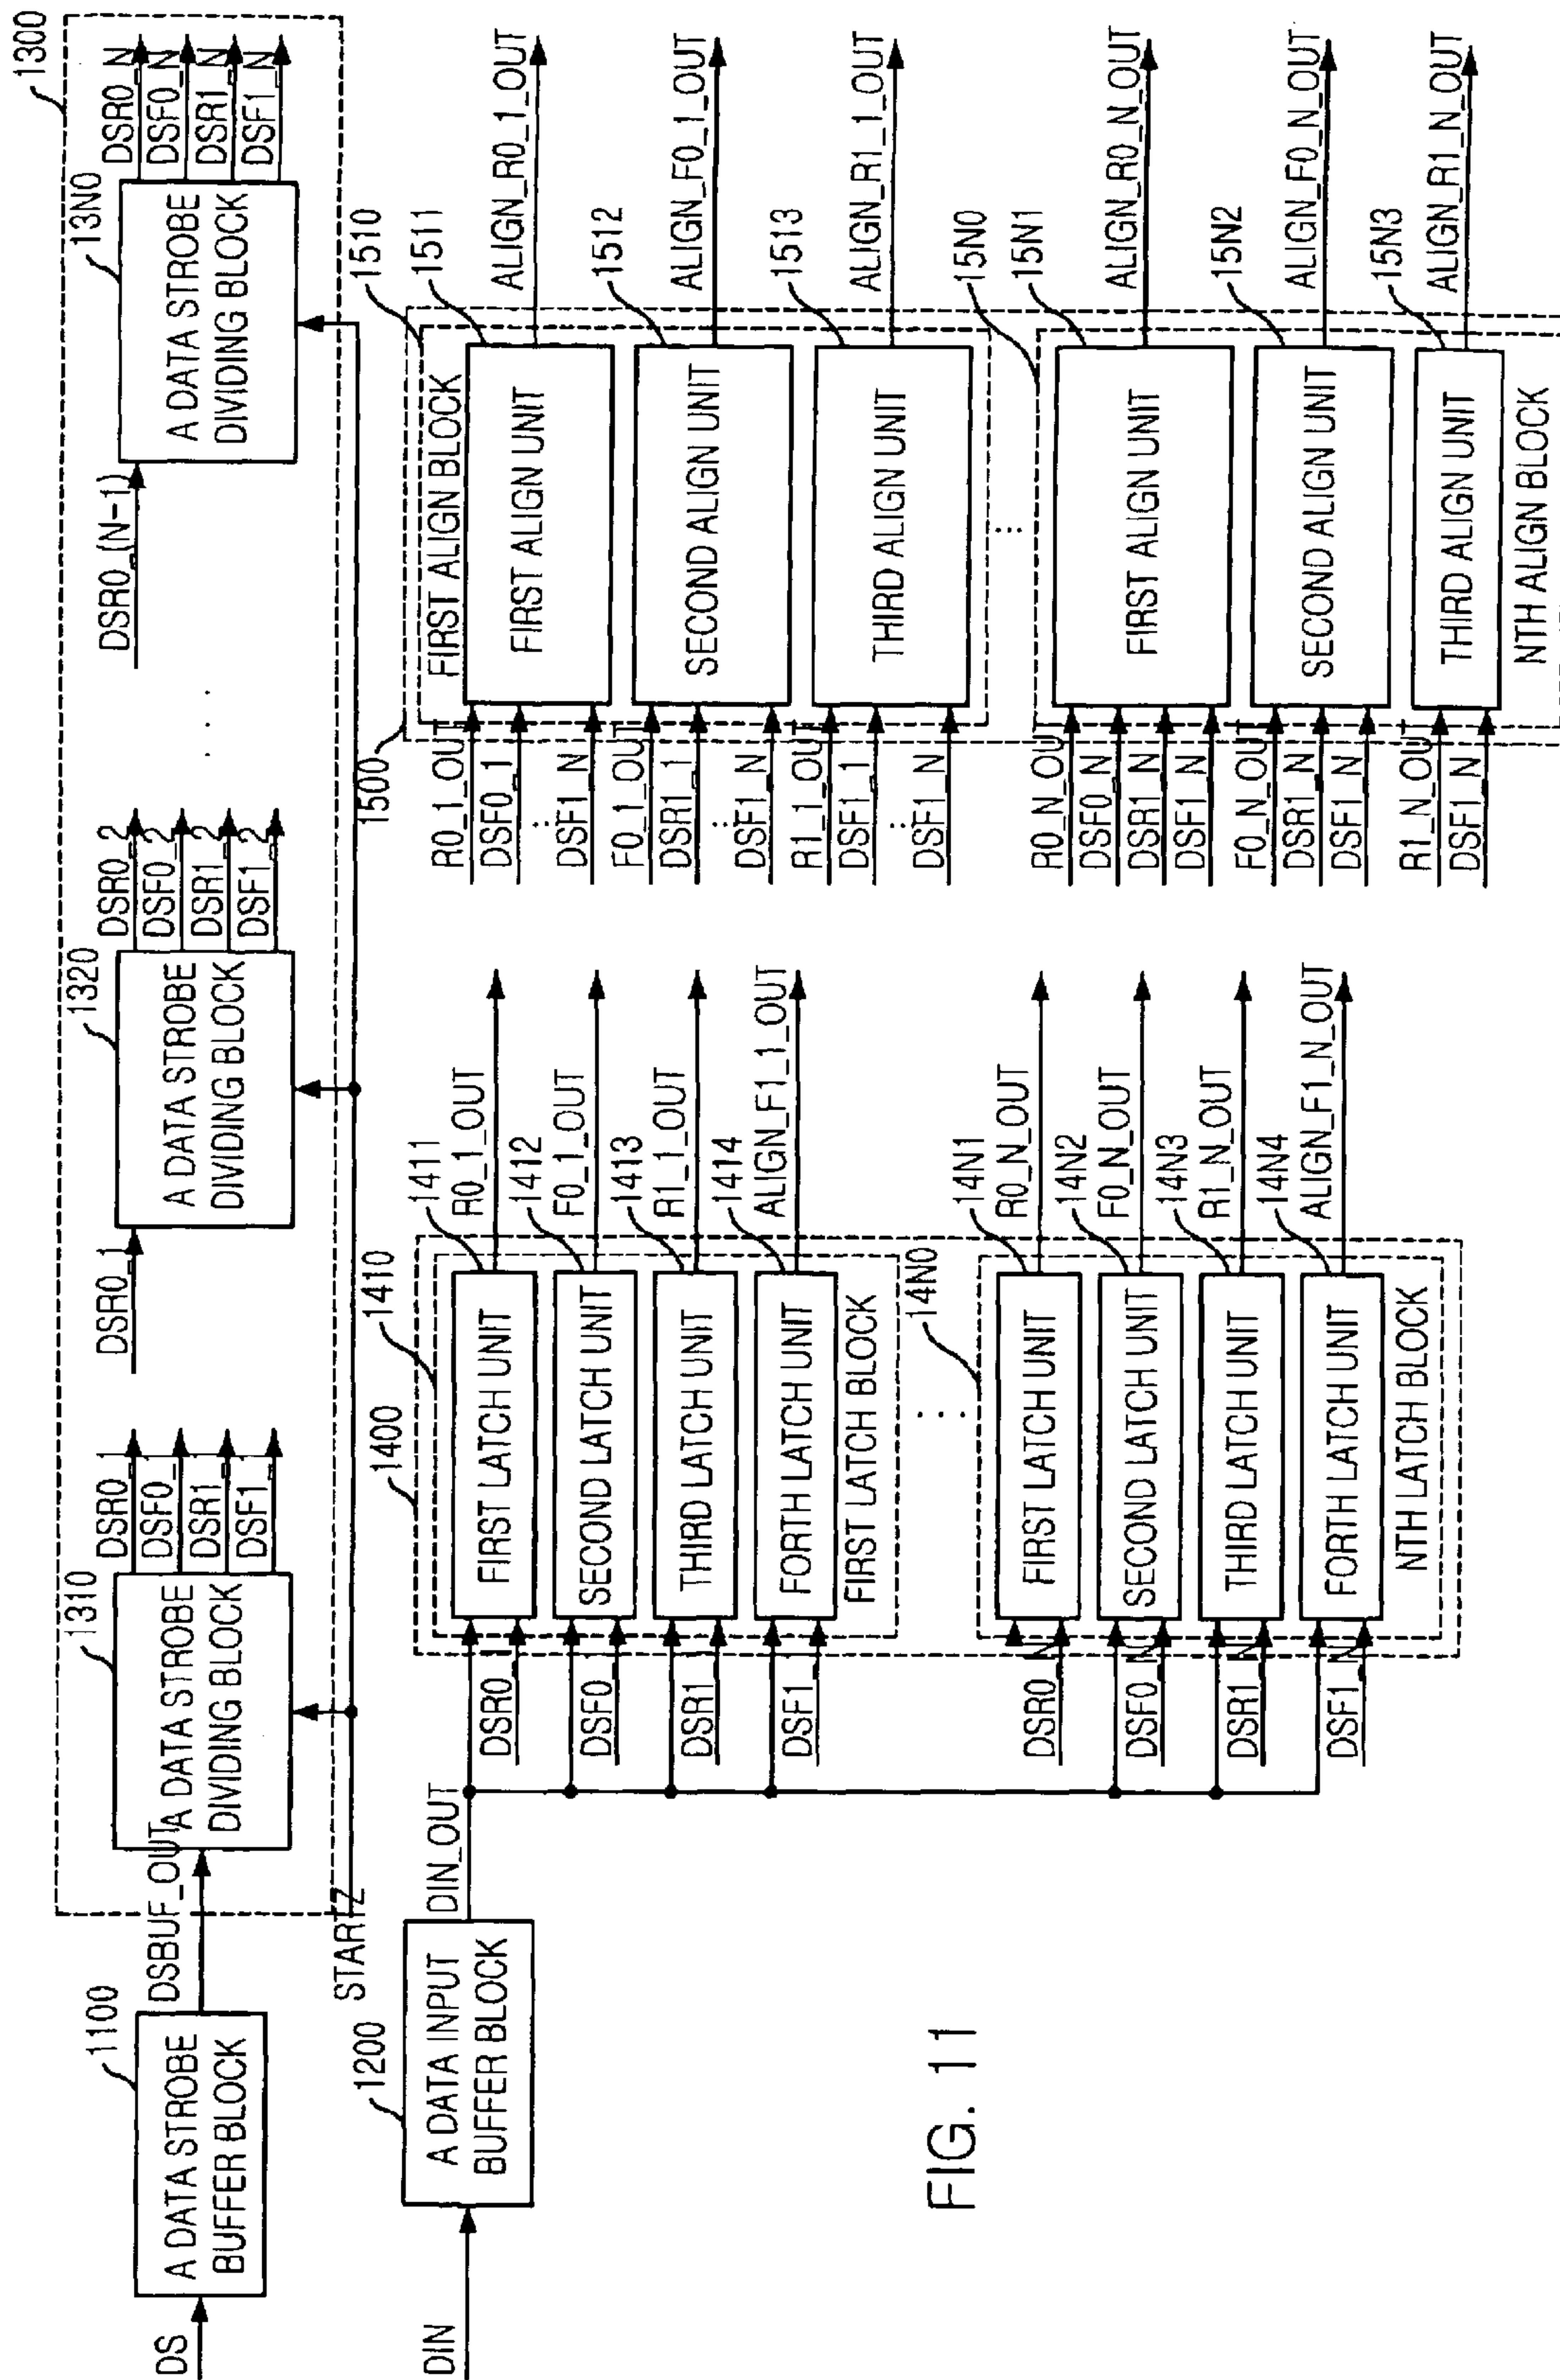 DS
1100
A DATA STROBE
BUFFER BLOCK
DSBUF_OUT
1300
1310
A DATA STROBE
DIVIDING BLOCK
DSR0_1
DSF0_1
DSR1_1
DSF1_1
DSR0_1
1320
A DATA STROBE
DIVIDING BLOCK
DSR0_2
DSF0_2
DSR1_2
DSF1_2
. . .
DSR0_(N-1)
13N0
A DATA STROBE
DIVIDING BLOCK
DSR0_N
DSF0_N
DSR1_N
DSF1_N
STARTZ
DIN
1200
A DATA INPUT
BUFFER BLOCK
DIN_OUT
1400
1410
DSR0_1
FIRST LATCH UNIT
1411
R0_1_OUT
DSF0_1
SECOND LATCH UNIT
1412
F0_1_OUT
DSR1_1
THIRD LATCH UNIT
1413
R1_1_OUT
DSF1_1
FORTH LATCH UNIT
1414
ALIGN_F1_1_OUT
FIRST LATCH BLOCK
...
14N0
DSR0_N
FIRST LATCH UNIT
14N1
R0_N_OUT
DSF0_N
SECOND LATCH UNIT
14N2
F0_N_OUT
DSR1_N
THIRD LATCH UNIT
14N3
R1_N_OUT
DSF1_N
FORTH LATCH UNIT
14N4
ALIGN_F1_N_OUT
NTH LATCH BLOCK
1500
1510
FIRST ALIGN BLOCK
R0_1_OUT
DSF0_1
...
DSF1_N
FIRST ALIGN UNIT
1511
ALIGN_R0_1_OUT
F0_1_OUT
DSR1_1
...
DSF1_N
SECOND ALIGN UNIT
1512
ALIGN_F0_1_OUT
R1_1_OUT
DSF1_1
...
DSF1_N
THIRD ALIGN UNIT
1513
ALIGN_R1_1_OUT
...
15N0
R0_N_OUT
DSF0_N
DSR1_N
DSF1_N
FIRST ALIGN UNIT
15N1
ALIGN_R0_N_OUT
F0_N_OUT
DSR1_N
DSF1_N
SECOND ALIGN UNIT
15N2
ALIGN_F0_N_OUT
R1_N_OUT
DSF1_N
THIRD ALIGN UNIT
15N3
ALIGN_R1_N_OUT
NTH ALIGN BLOCK
FIG. 11